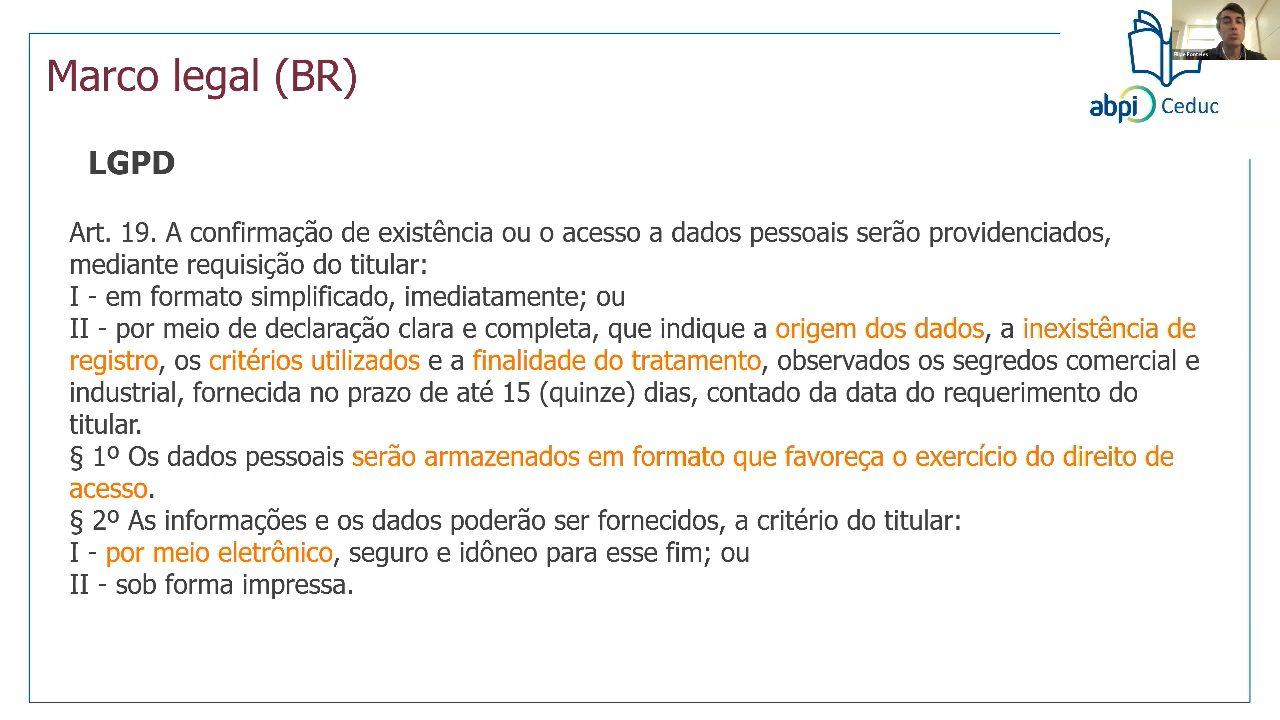 Marco legal (BR)
abpi Ceduc
LGPD
Art. 19. A confirmação de existência ou o acesso a dados pessoais serão providenciados,
mediante requisição do titular:
I - em formato simplificado, imediatamente; ou
II - por meio de declaração clara e completa, que indique a origem dos dados, a inexistência de
registro, os critérios utilizados e a finalidade do tratamento, observados os segredos comercial e
industrial, fornecida no prazo de até 15 (quinze) dias, contado da data do requerimento do
titular.
§ 1º Os dados pessoais serão armazenados em formato que favoreça o exercício do direito de
acesso.
§ 2º As informações e os dados poderão ser fornecidos, a critério do titular:
I - por meio eletrônico, seguro e idôneo para esse fim; ou
II - sob forma impressa.